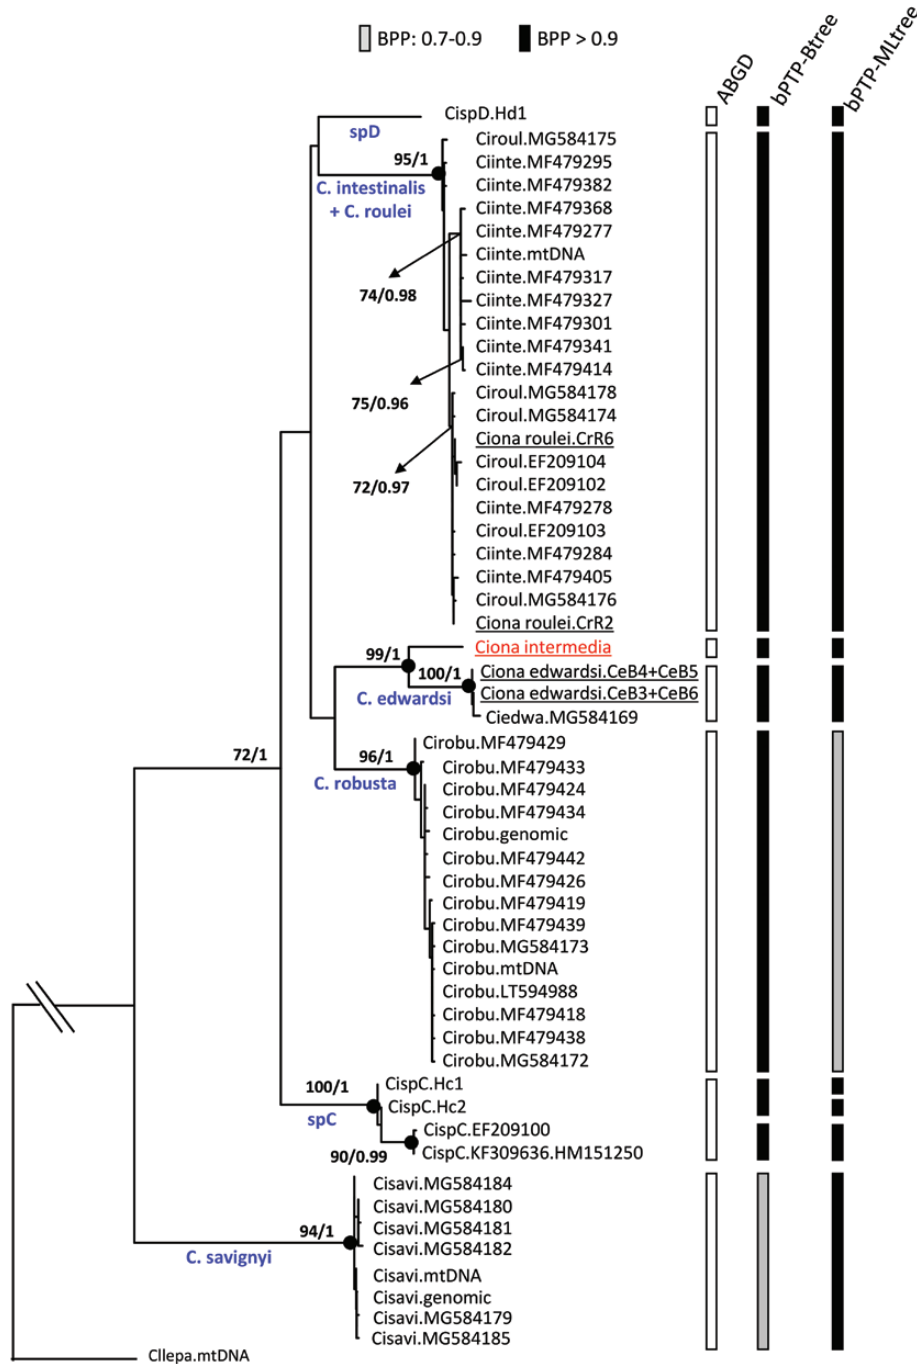 BPP: 0.7-0.9 BPP > 0.9
ABGD
bPTP-Btree
bPTP-MLtree
CispD.Hd1
spD
Ciroul.MG584175
95/1
Ciinte.MF479295
C. intestinalis
+ C. roulei
Ciinte.MF479382
Ciinte.MF479368
Ciinte.MF479277
Ciinte.mtDNA
Ciinte.MF479317
74/0.98
Ciinte.MF479327
Ciinte.MF479301
Ciinte.MF479341
Ciinte.MF479414
75/0.96
Ciroul.MG584178
Ciroul.MG584174
Ciona roulei.CrR6
Ciroul.EF209104
72/0.97
Ciroul.EF209102
Ciinte.MF479278
Ciroul.EF209103
Ciinte.MF479284
Ciinte.MF479405
Ciroul.MG584176
Ciona roulei.CrR2
Ciona intermedia
99/1
100/1
Ciona edwardsi.CeB4+CeB5
C. edwardsi
Ciona edwardsi.CeB3+CeB6
Ciedwa.MG584169
72/1
96/1
Cirobu.MF479429
C. robusta
Cirobu.MF479433
Cirobu.MF479424
Cirobu.MF479434
Cirobu.genomic
Cirobu.MF479442
Cirobu.MF479426
Cirobu.MF479419
Cirobu.MF479439
Cirobu.MG584173
Cirobu.mtDNA
Cirobu.LT594988
Cirobu.MF479418
Cirobu.MF479438
Cirobu.MG584172
100/1
CispC.Hc1
spC
CispC.Hc2
CispC.EF209100
90/0.99
CispC.KF309636.HM151250
Cisavi.MG584184
Cisavi.MG584180
94/1
Cisavi.MG584181
C. savignyi
Cisavi.MG584182
Cisavi.mtDNA
Cisavi.genomic
Cisavi.MG584179
Cisavi.MG584185
Cllepa.mtDNA